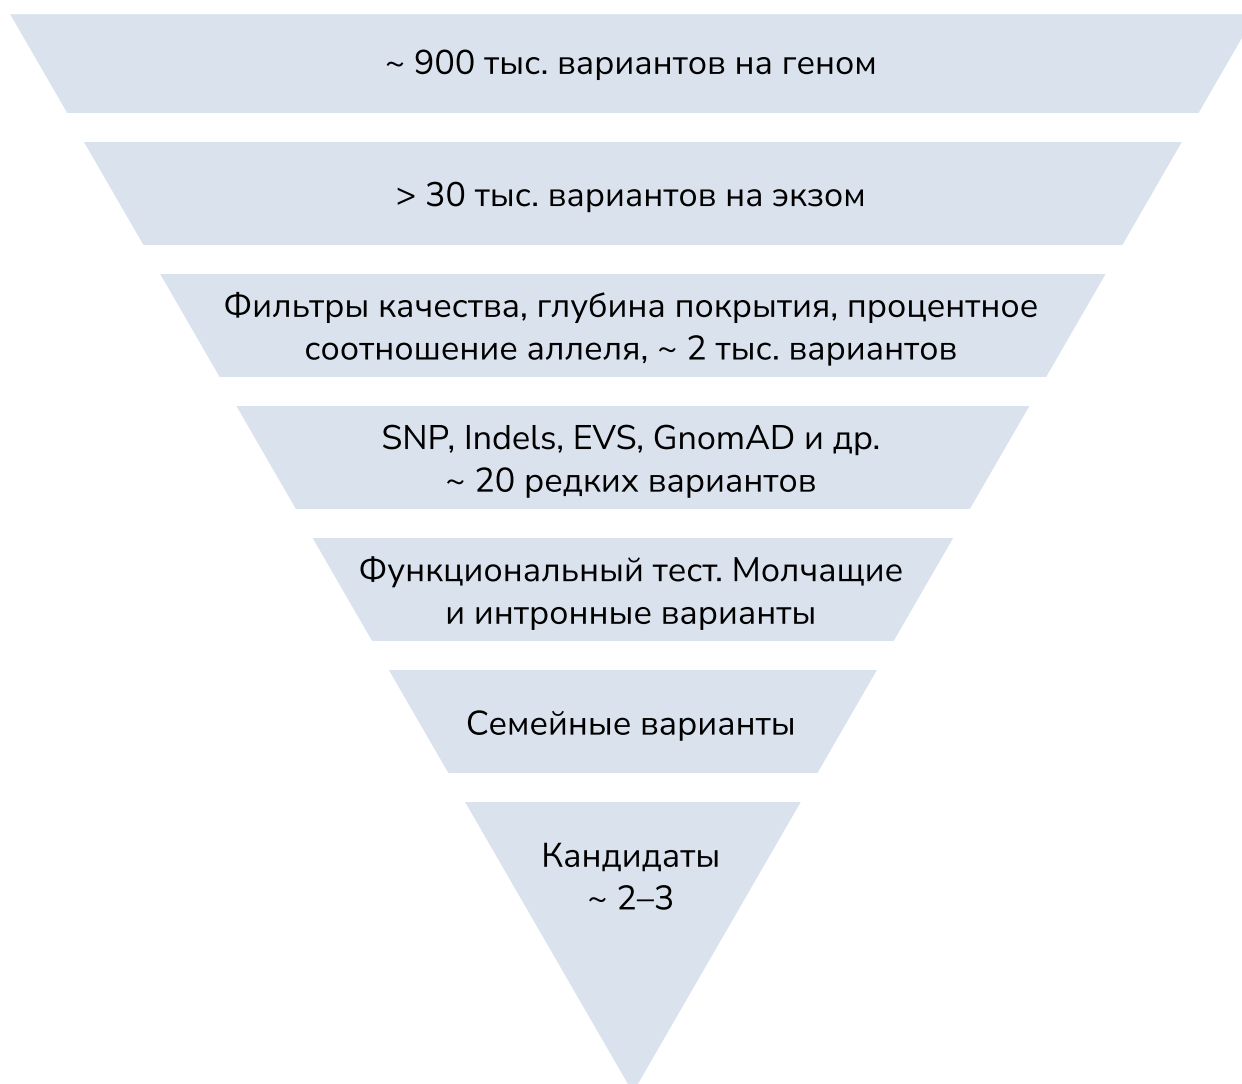 ~ 900 тыс. вариантов на геном
> 30 тыс. вариантов на экзом
Фильтры качества, глубина покрытия, процентное
соотношение аллеля, ~ 2 тыс. вариантов
SNP, Indels, EVS, GnomAD и др.
~ 20 редких вариантов
Функциональный тест. Молчащие
и интронные варианты
Семейные варианты
Кандидаты
~ 2–3